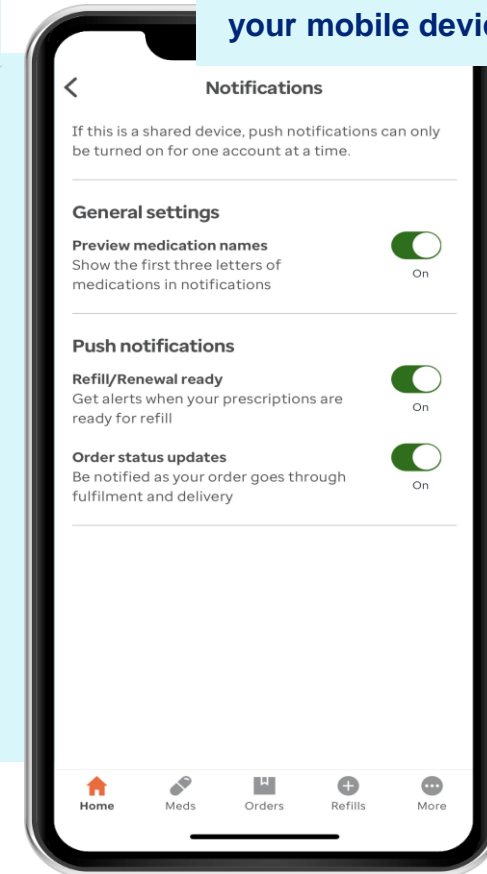 your mobile devic
Notifications
If this is a shared device, push notifications can only
be turned on for one account at a time.
General settings
Preview medication names
Show the first three letters of
medications in notifications
On
Push notifications
Refill/Renewal ready
Get alerts when your prescriptions are
ready for refill
On
Order status updates
Be notified as your order goes through
fulfilment and delivery
On
Home Meds Orders Refills More